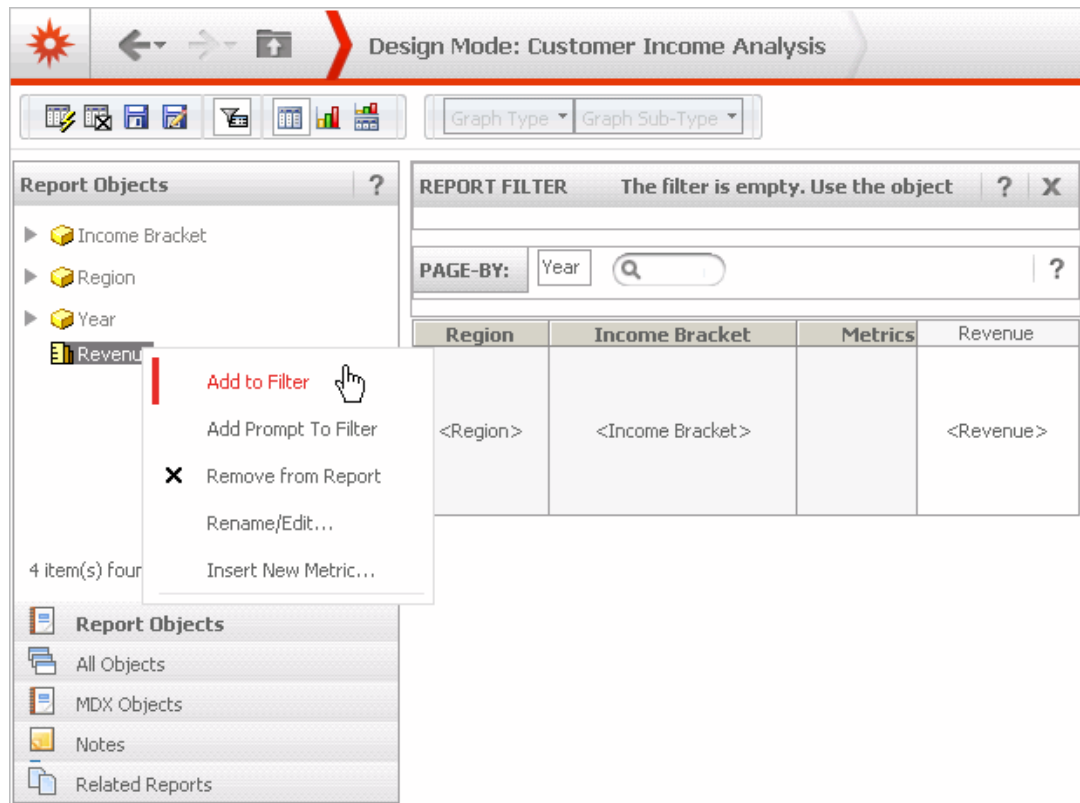 Design Mode: Customer Income Analysis
Graph Type Graph Sub-Type
Report Objects ?
REPORT FILTER The filter is empty. Use the object ? X
Income Bracket
Region
Year
PAGE-BY: Year ?
Region Income Bracket Metrics Revenue
Add to Filter
Add Prompt To Filter
<Region> <Income Bracket> <Revenue>
Remove from Report
Rename/Edit...
Insert New Metric...
4 item(s)
Report Objects
All Objects
MDX Objects
Notes
Related Reports